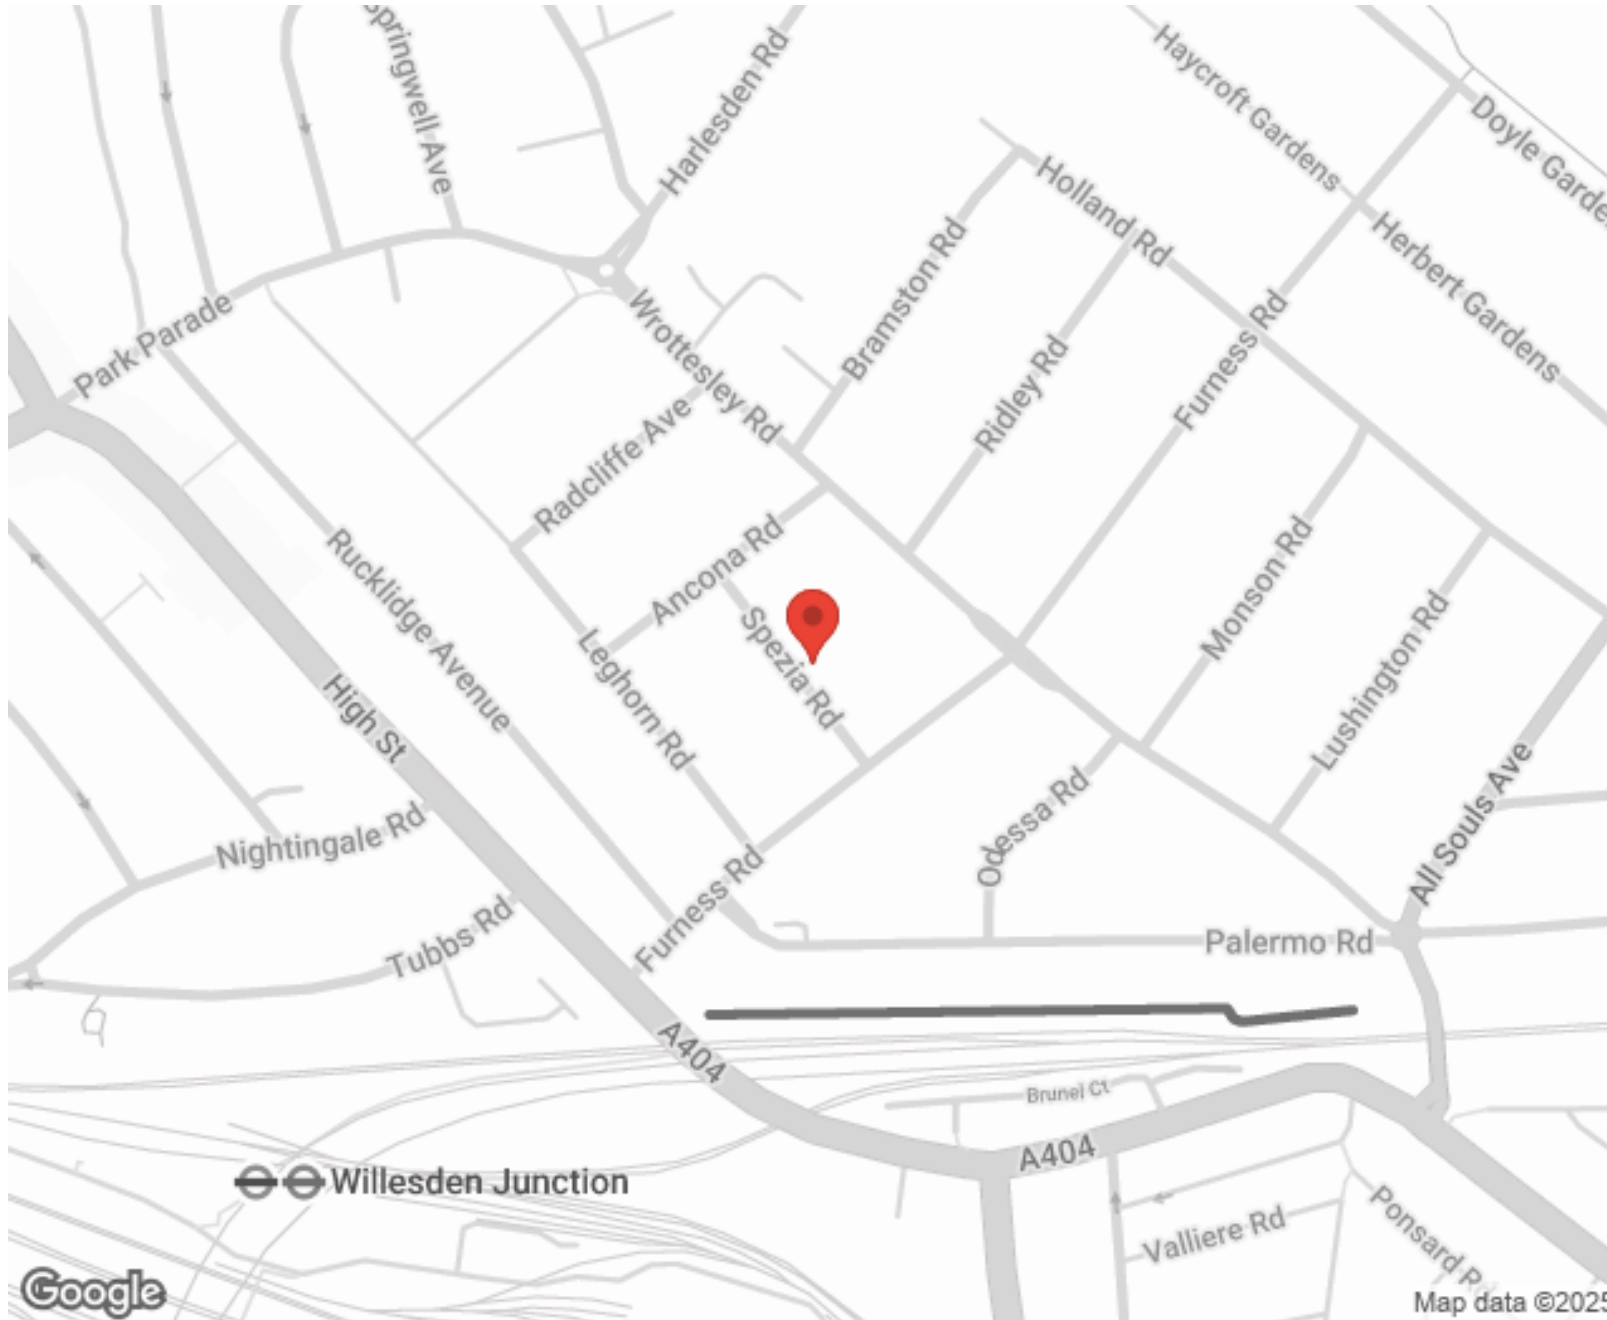 Springwell Ave
Harlesden Rd
Haycroft Gardens
Doyle Garde
Holland Rd
Herbert Gardens
Bramston Rd
Park Parade
Wrottesley Rd
Furness Rd
Ridley Rd
Radcliffe Ave
Ancona Rd
Monson Rd
Rucklidge Avenue
Lushington Rd
Spezia Rd
Leghorn Rd
High St
All Souls Ave
Odessa Rd
Nightingale Rd
Furness Rd
Tubbs Rd
Palermo Rd
A404
Brunel Ct
A404
Willesden Junction
Valliere Rd
Ponsard Rd
Google
Map data ©2025